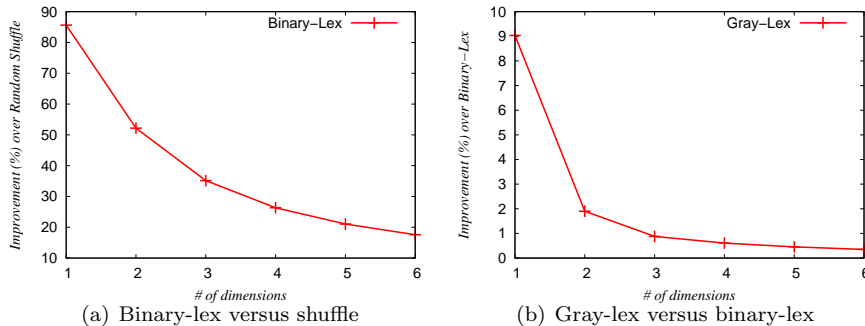 Binary-Lex
Improvement (%) over Random Shuffle
90
80
70
60
50
40
30
20
10
1 2 3 4 5 6
# of dimensions
(a) Binary-lex versus shuffle
Gray-Lex
Improvement (%) over Binary-Lex
10
9
8
7
6
5
4
3
2
1
0
1 2 3 4 5 6
# of dimensions
(b) Gray-lex versus binary-lex